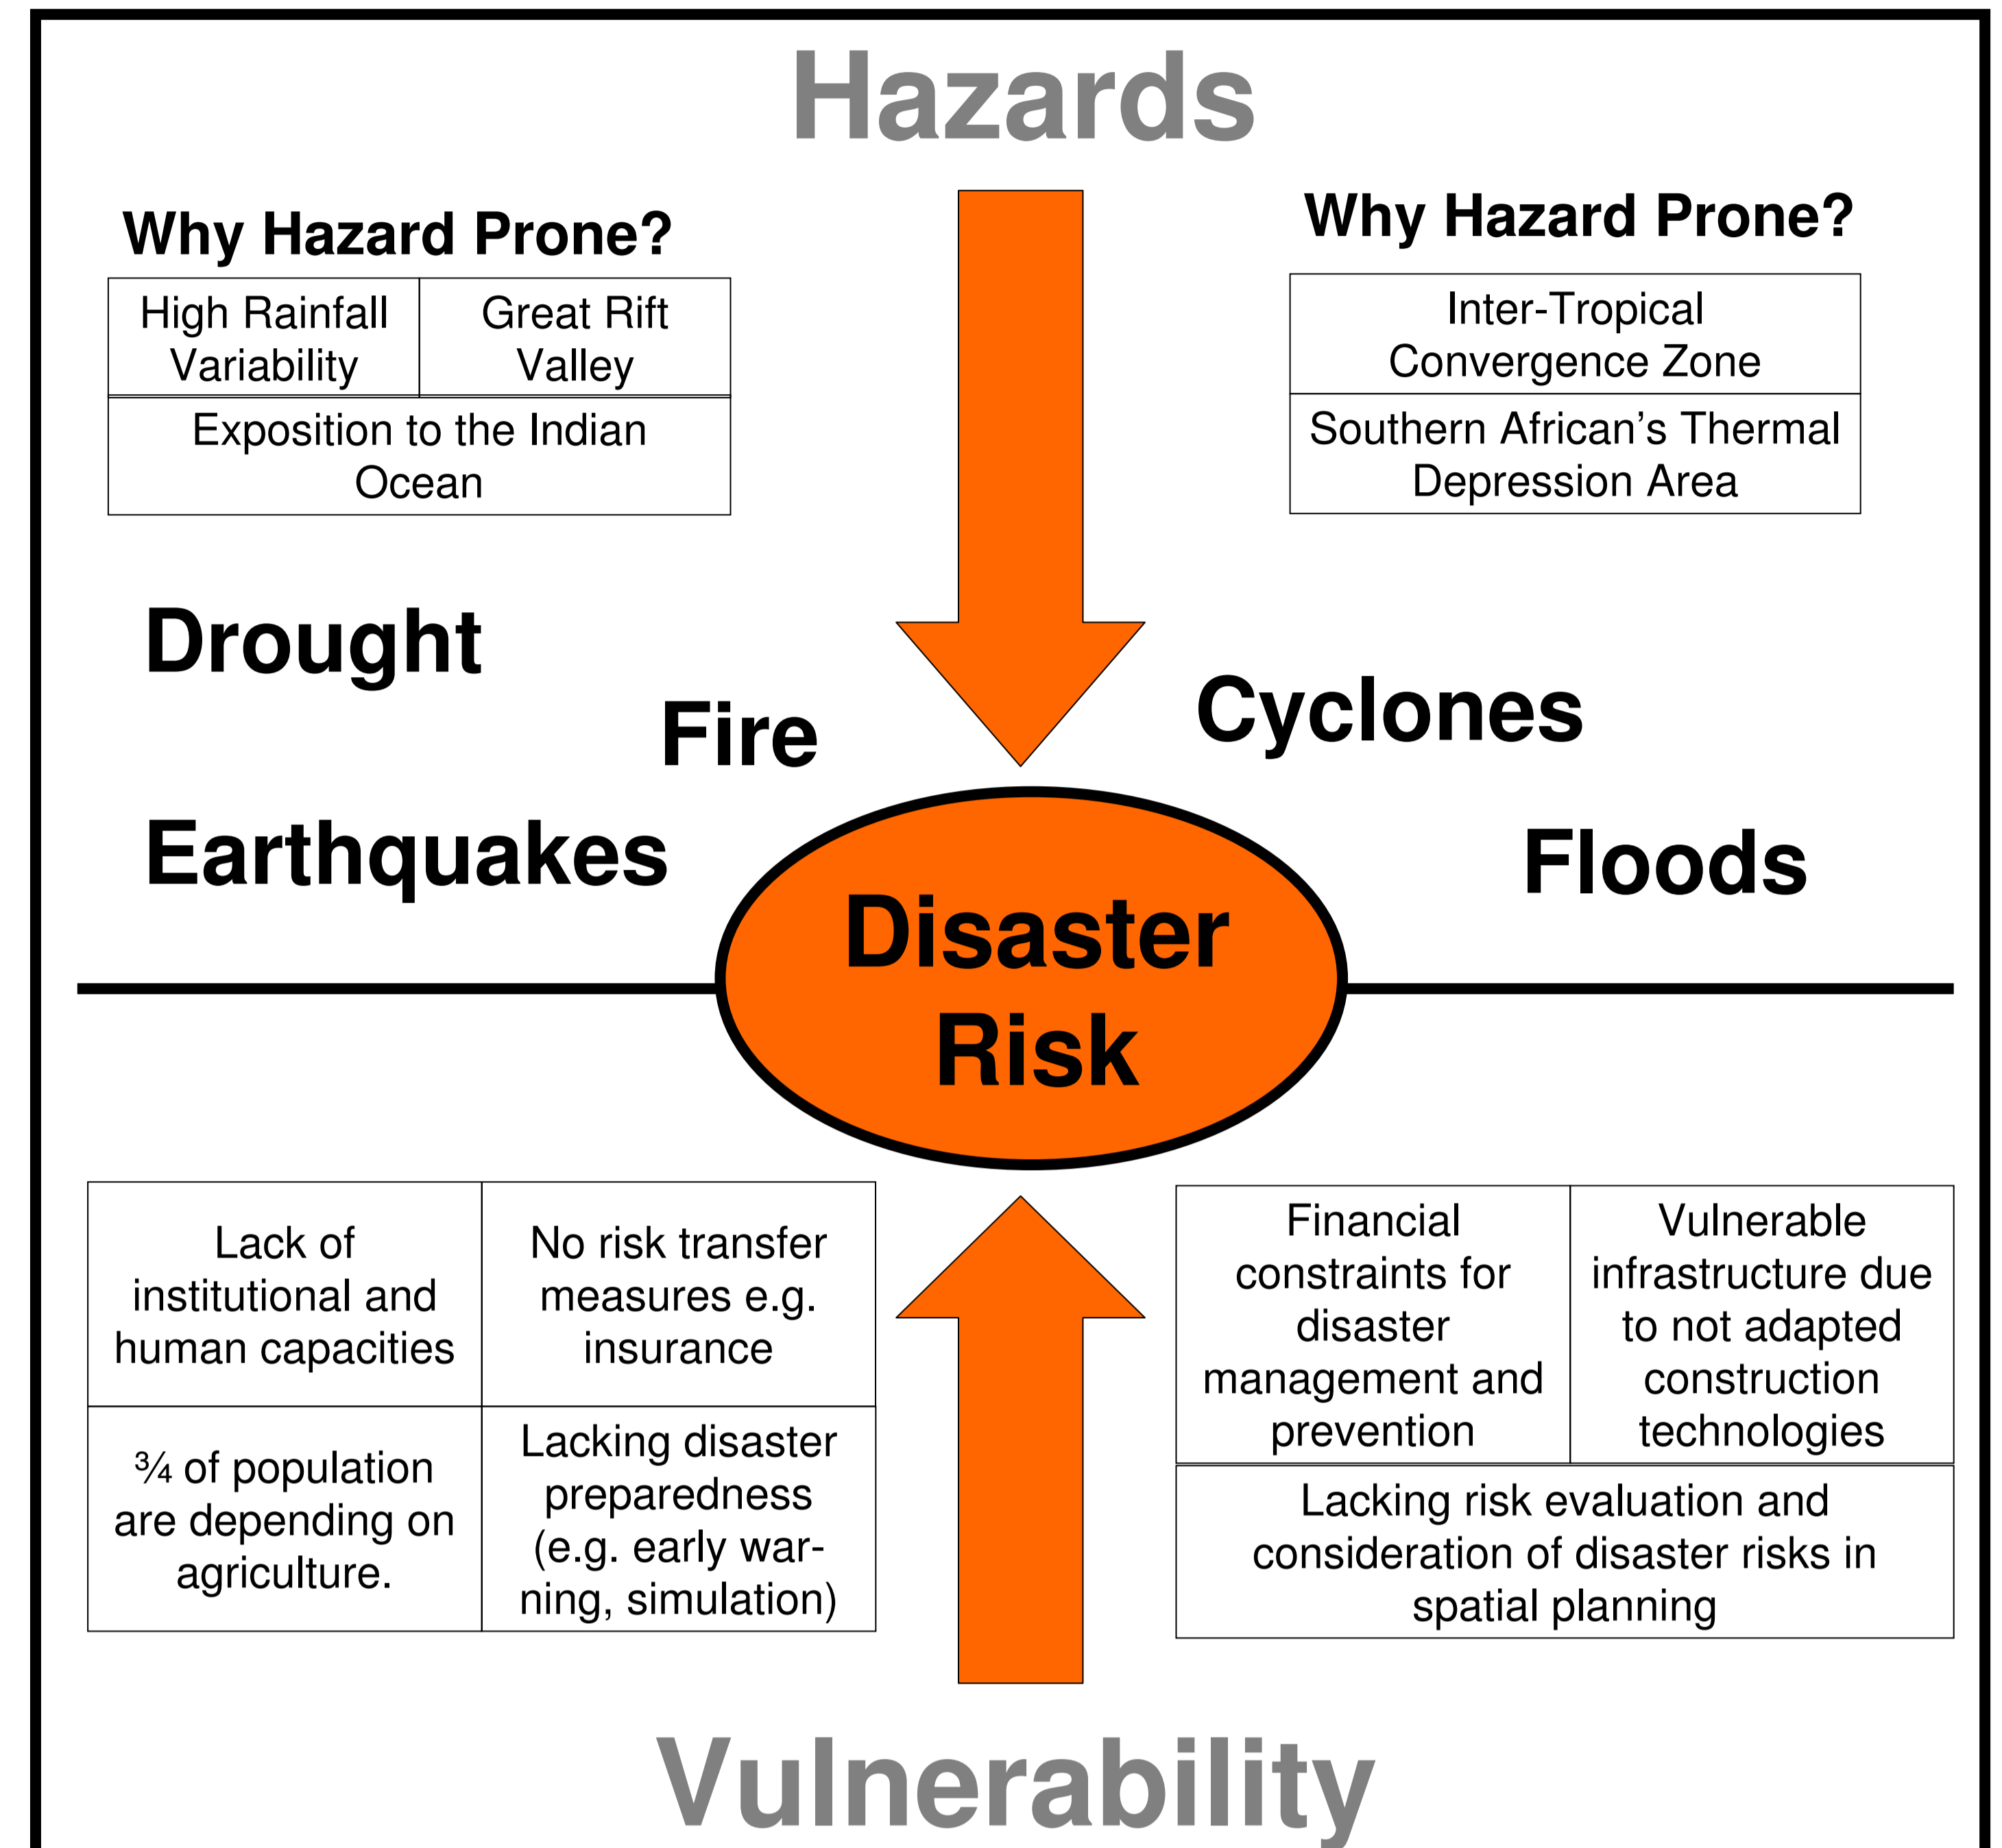 Hazards
Why Hazard Prone?
High Rainfall
Variability
Great Rift
Valley
Exposition to the Indian
Ocean
Why Hazard Prone?
Inter-Tropical
Convergence Zone
Southern African's Thermal
Depression Area
Drought
Fire
Earthquakes
Cyclones
Floods
Disaster
Risk
Lack of
institutional and
human capacities
No risk transfer
measures e.g.
insurance
¾ of population
are depending on
agriculture.
Lacking disaster
preparedness
(e.g. early war-
ning, simulation)
Financial
constraints for
disaster
management and
prevention
Vulnerable
infrastructure due
to not adapted
construction
technologies
Lacking risk evaluation and
consideration of disaster risks in
spatial planning
Vulnerability